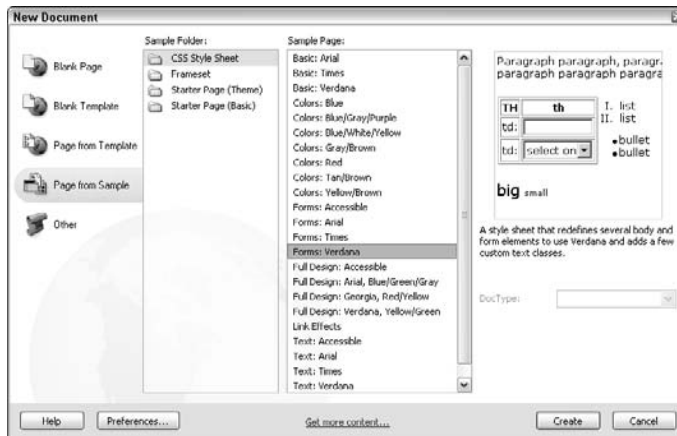 New Document
Sample Folder:
Sample Page:
Blank Page
Blank Template
Page from Template
Page from Sample
Other
CSS Style Sheet
Frameset
Starter Page (Theme)
Starter Page (Basic)
Basic: Arial
Basic: Times
Basic: Verdana
Colors: Blue
Colors: Blue/Gray/Purple
Colors: Blue/White/Yellow
Colors: Gray/Brown
Colors: Red
Colors: Tan/Brown
Colors: Yellow/Brown
Forms: Accessible
Forms: Arial
Forms: Times
Forms: Verdana
Full Design: Accessible
Full Design: Arial, Blue/Green/Gray
Full Design: Georgia, Red/Yellow
Full Design: Verdana, Yellow/Green
Link Effects
Text: Accessible
Text: Arial
Text: Times
Text: Verdana
Paragraph paragraph, paragra
paragraph paragraph paragra
TH th
td:
td: select on
I. list
II. list
•bullet
•bullet
big small
A style sheet that redefines several body and
form elements to use Verdana and adds a few
custom text classes.
DocType:
Help
Preferences...
Get more content...
Create
Cancel